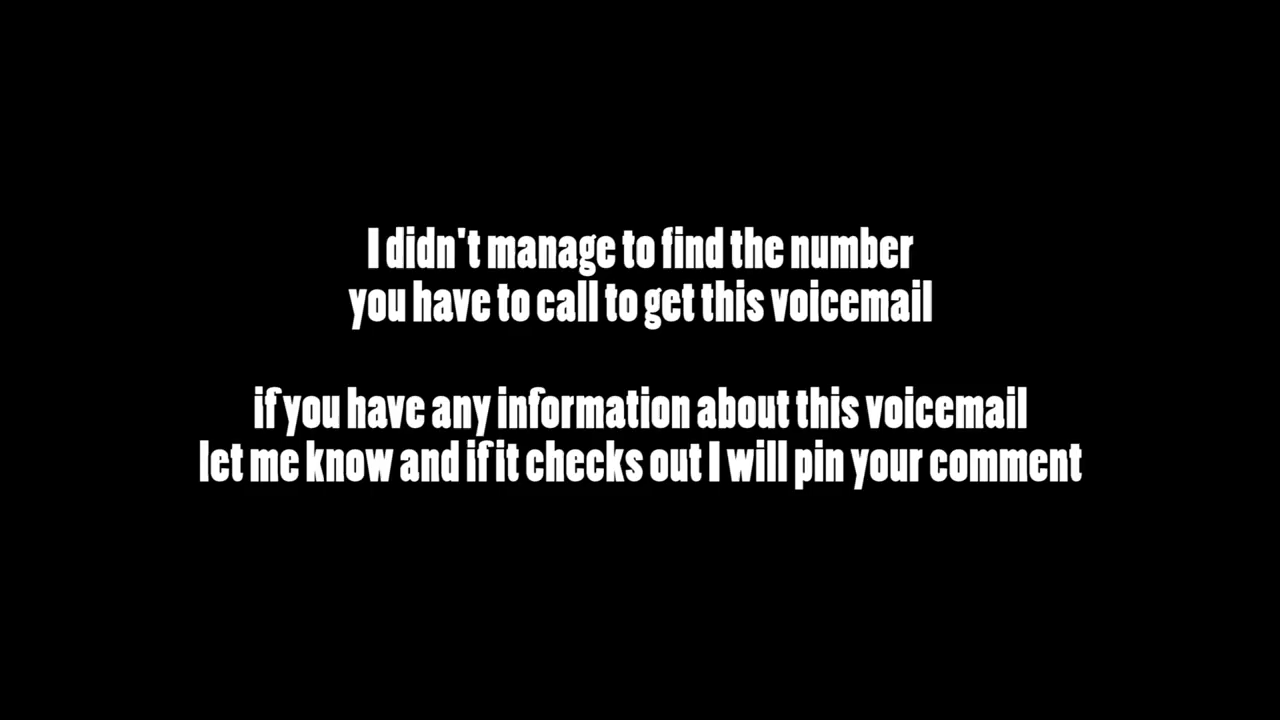 I didn't manage to find the number
you have to call to get this voicemail
if you have any information about this voicemail
let me know and if it checks out I will pin your comment